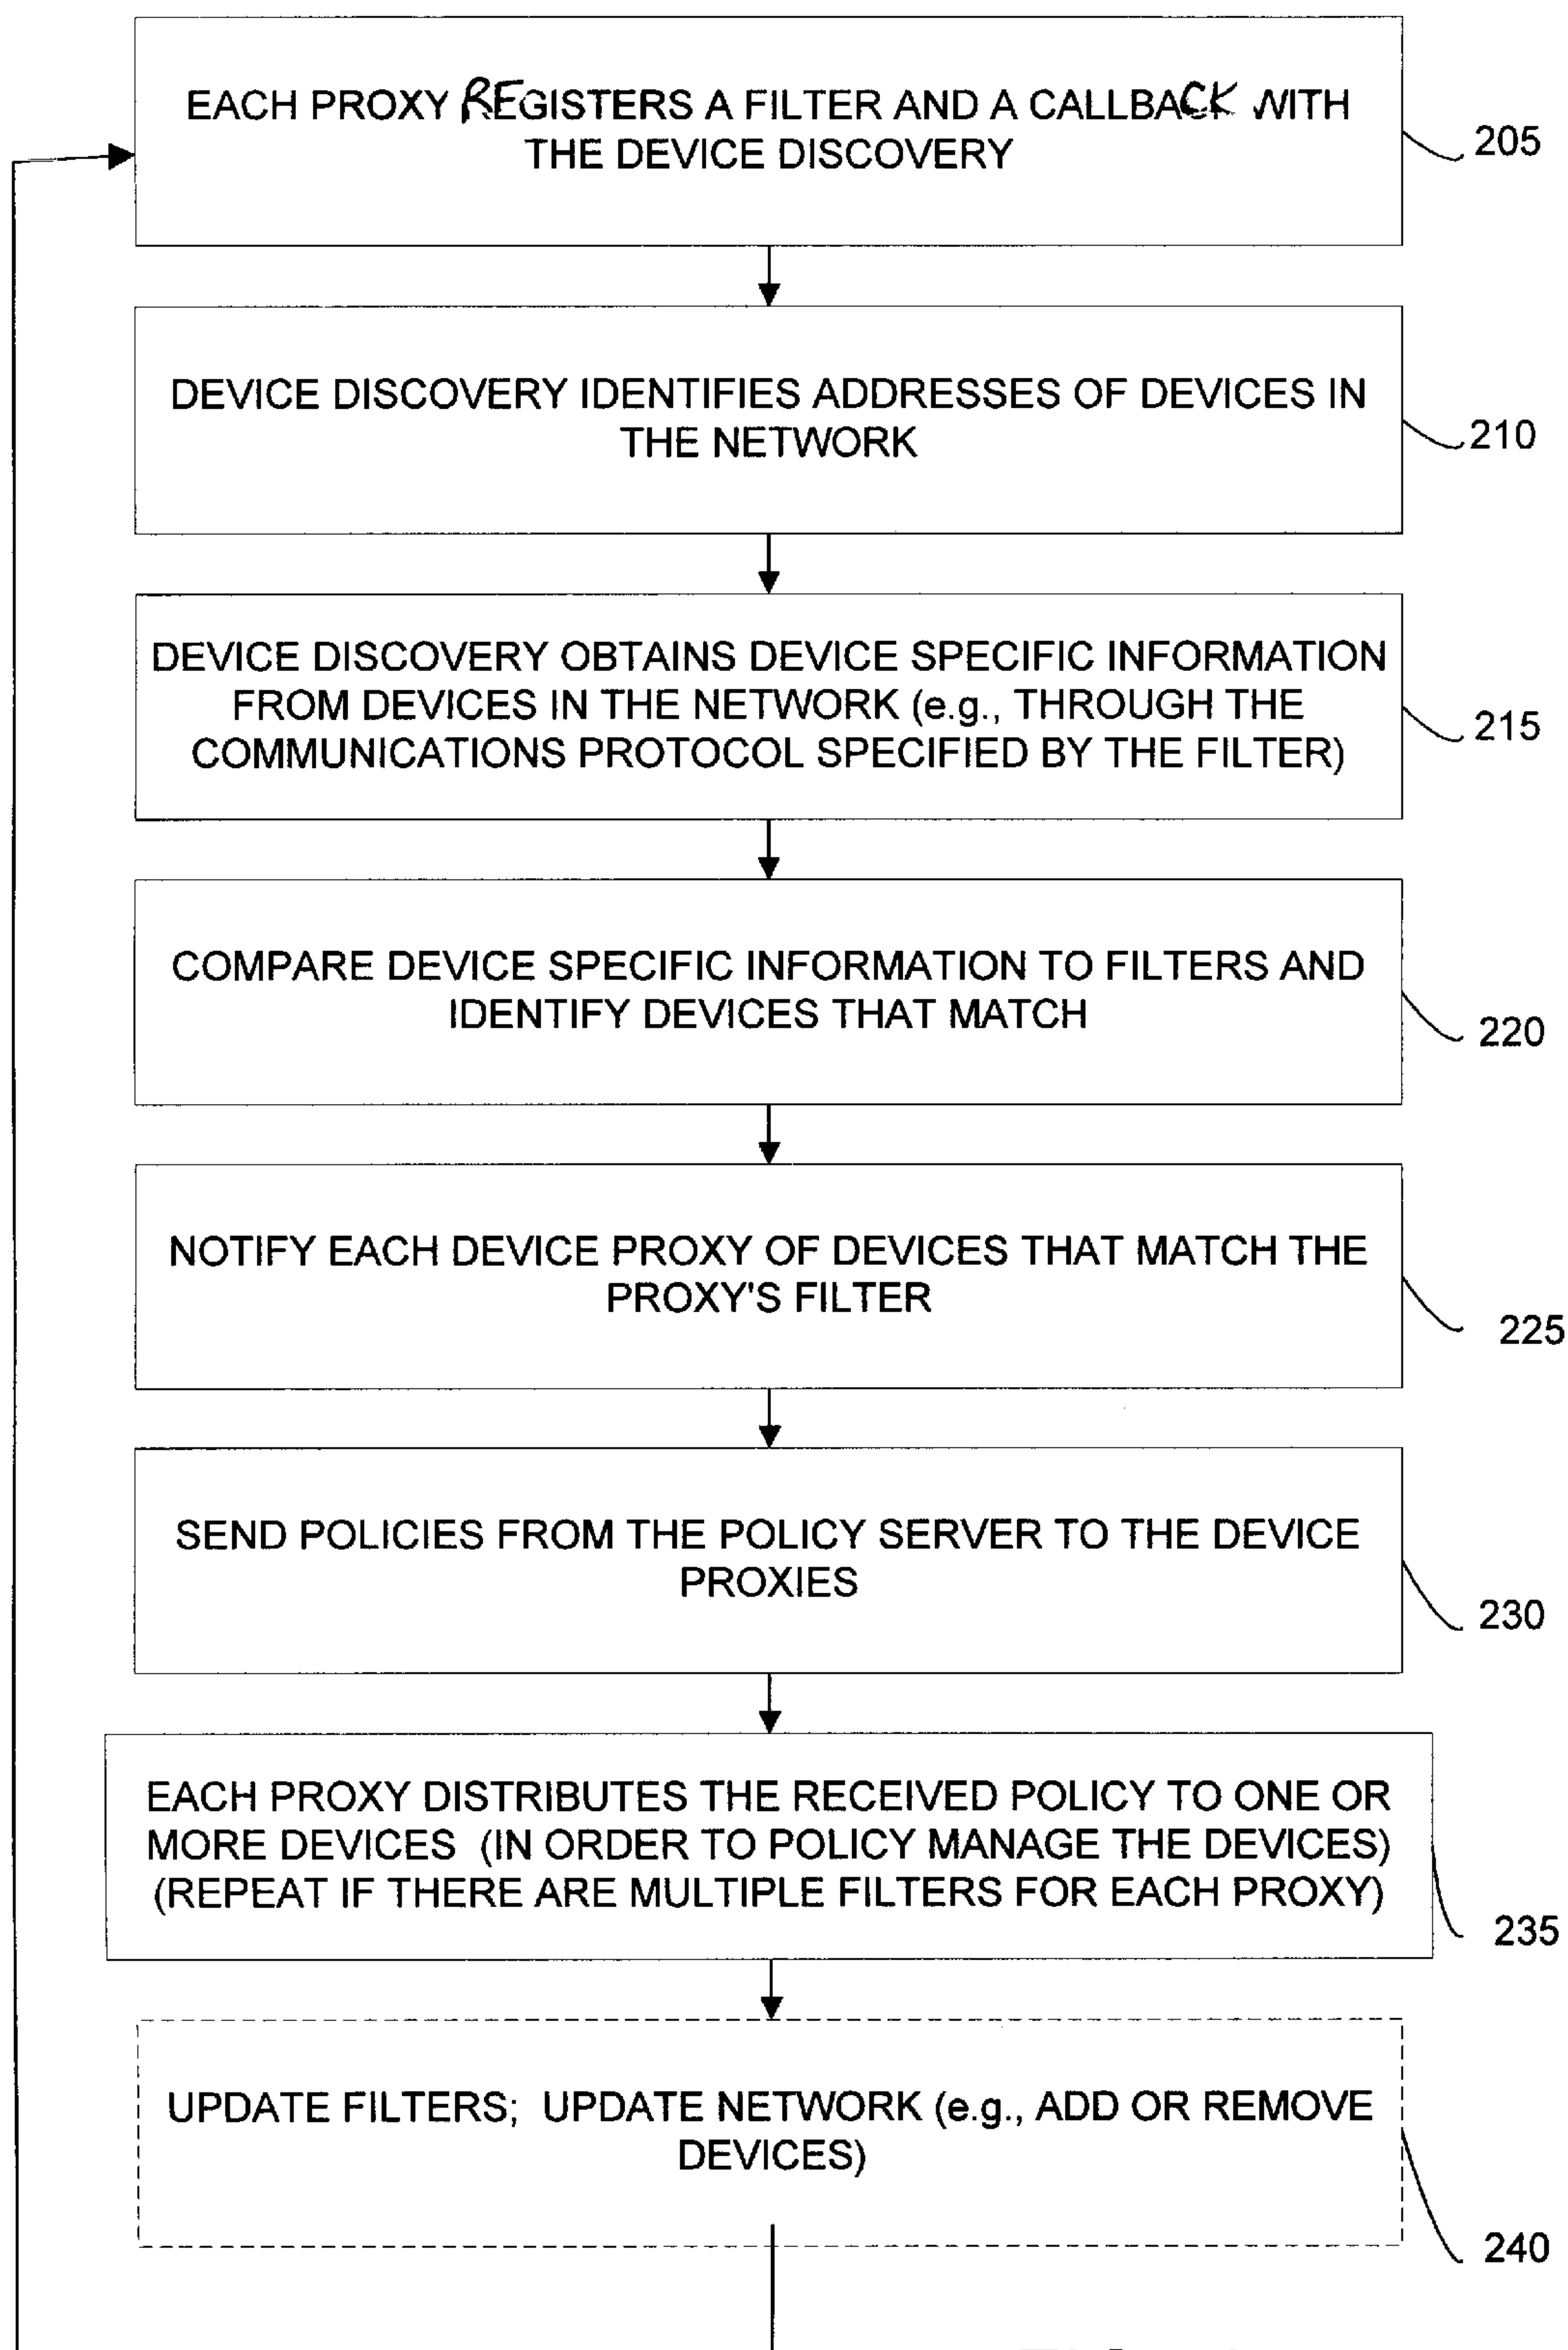 EACH PROXY REGISTERS A FILTER AND A CALLBACK WITH
THE DEVICE DISCOVERY
205
DEVICE DISCOVERY IDENTIFIES ADDRESSES OF DEVICES IN
THE NETWORK
210
DEVICE DISCOVERY OBTAINS DEVICE SPECIFIC INFORMATION
FROM DEVICES IN THE NETWORK (e.g., THROUGH THE
COMMUNICATIONS PROTOCOL SPECIFIED BY THE FILTER)
215
COMPARE DEVICE SPECIFIC INFORMATION TO FILTERS AND
IDENTIFY DEVICES THAT MATCH
220
NOTIFY EACH DEVICE PROXY OF DEVICES THAT MATCH THE
PROXY'S FILTER
225
SEND POLICIES FROM THE POLICY SERVER TO THE DEVICE
PROXIES
230
EACH PROXY DISTRIBUTES THE RECEIVED POLICY TO ONE OR
MORE DEVICES (IN ORDER TO POLICY MANAGE THE DEVICES)
(REPEAT IF THERE ARE MULTIPLE FILTERS FOR EACH PROXY)
235
UPDATE FILTERS; UPDATE NETWORK (e.g., ADD OR REMOVE
DEVICES)
240